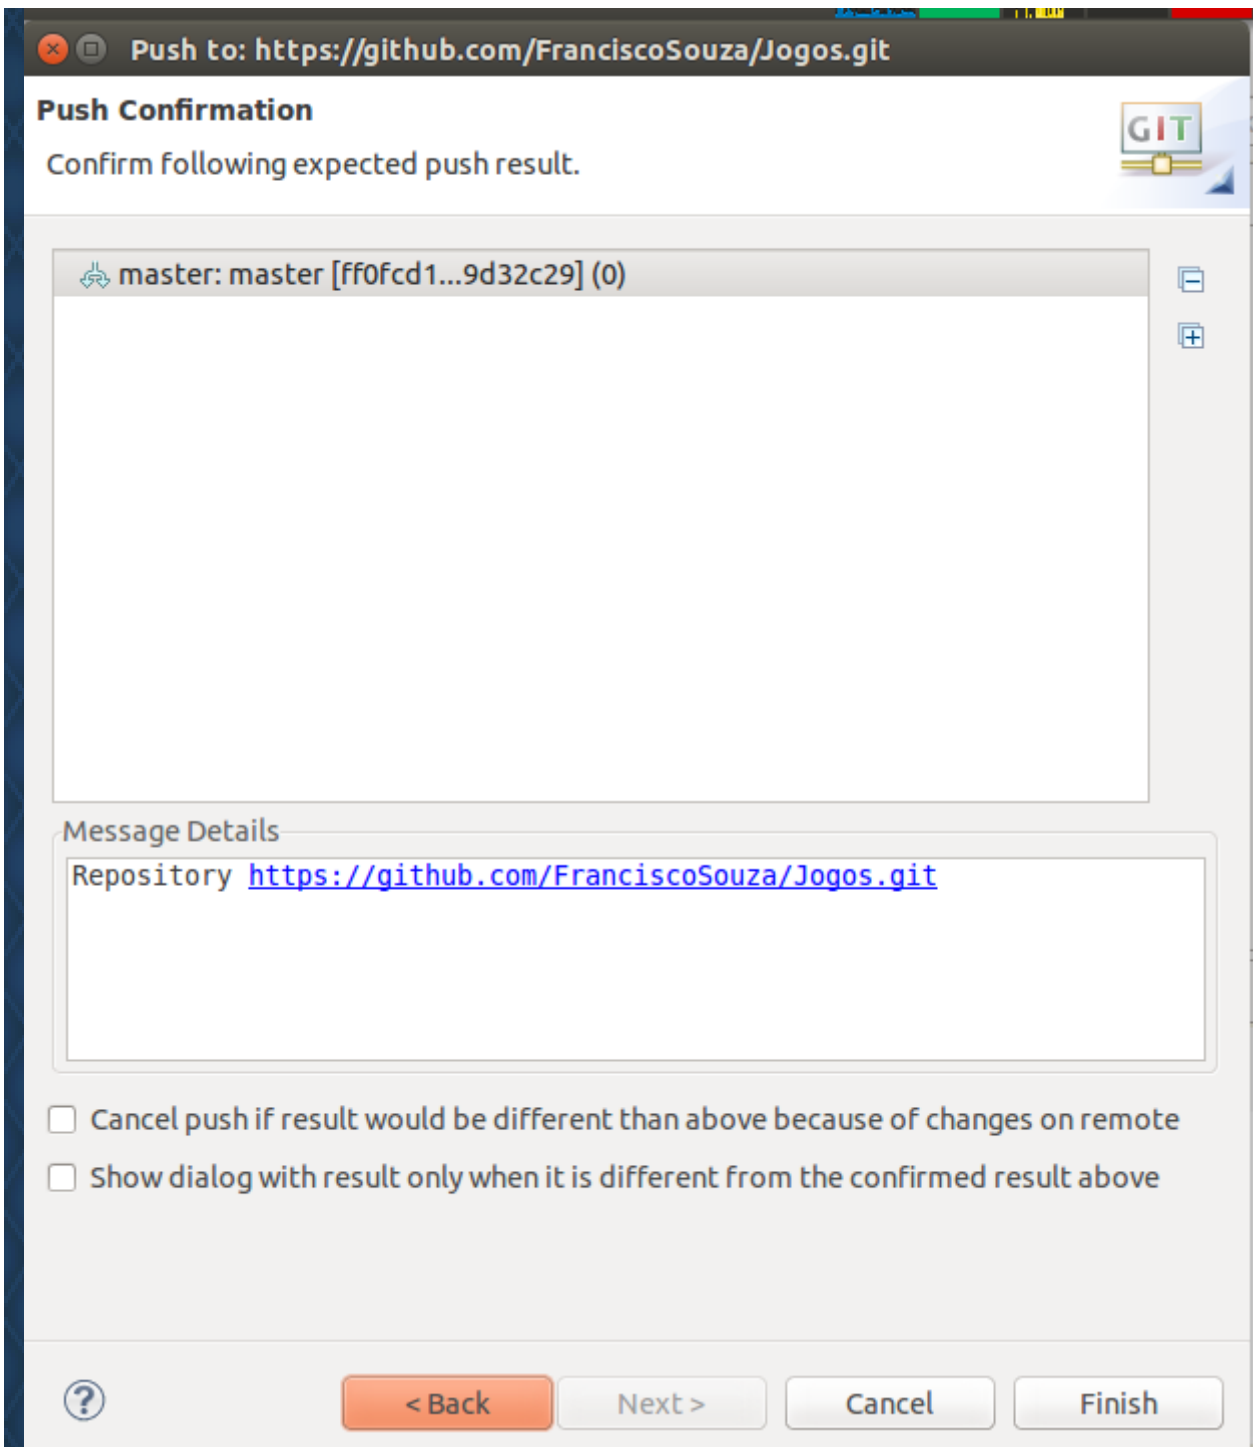 Push to: https://github.com/FranciscoSouza/Jogos.git
Push Confirmation
Confirm following expected push result.
GIT
master: master [ff0fcd1...9d32c29] (0)
Message Details
Repository https://github.com/FranciscoSouza/Jogos.git
Cancel push if result would be different than above because of changes on remote
Show dialog with result only when it is different from the confirmed result above
?
< Back
Next >
Cancel
Finish